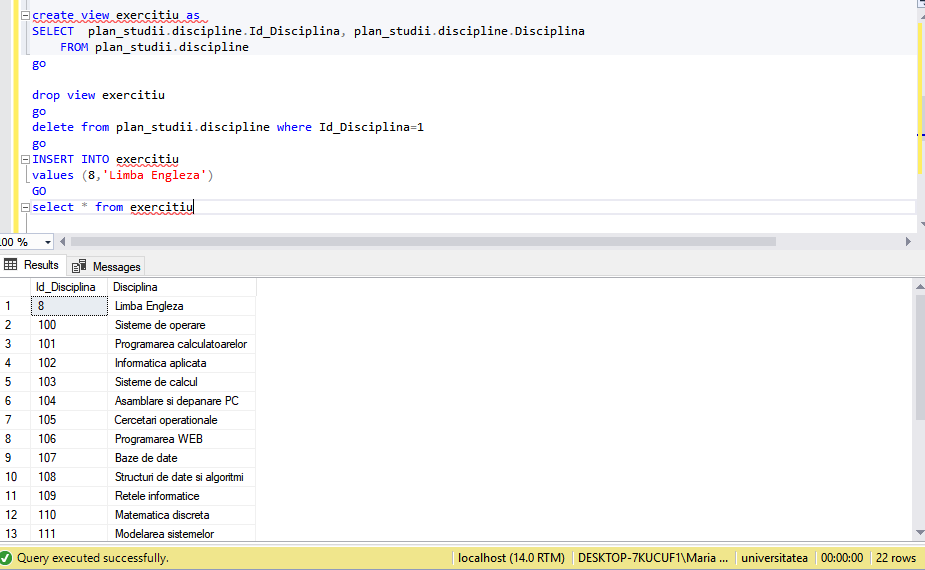 create view exercitiu as
SELECT  plan_studii.discipline.Id_Disciplina, plan_studii.discipline.Disciplina
FROM plan_studii.discipline
go
drop view exercitiu
go
delete from plan_studii.discipline where Id_Disciplina=1
go
INSERT INTO exercitiu
values (8,'Limba Engleza')
GO
select * from exercitiu
.00 %
Results Messages
Id_Disciplina Disciplina
1 8 Limba Engleza
2 100 Sisteme de operare
3 101 Programarea calculatoarelor
4 102 Informatica aplicata
5 103 Sisteme de calcul
6 104 Asamblare si depanare PC
7 105 Cercetari operationale
8 106 Programarea WEB
9 107 Baze de date
10 108 Structuri de date si algoritmi
11 109 Retele informatice
12 110 Matematica discreta
13 111 Modelarea sistemelor
Query executed successfully. localhost (14.0 RTM) DESKTOP-7KUCUF1\Maria ... universitatea 00:00:00 22 rows